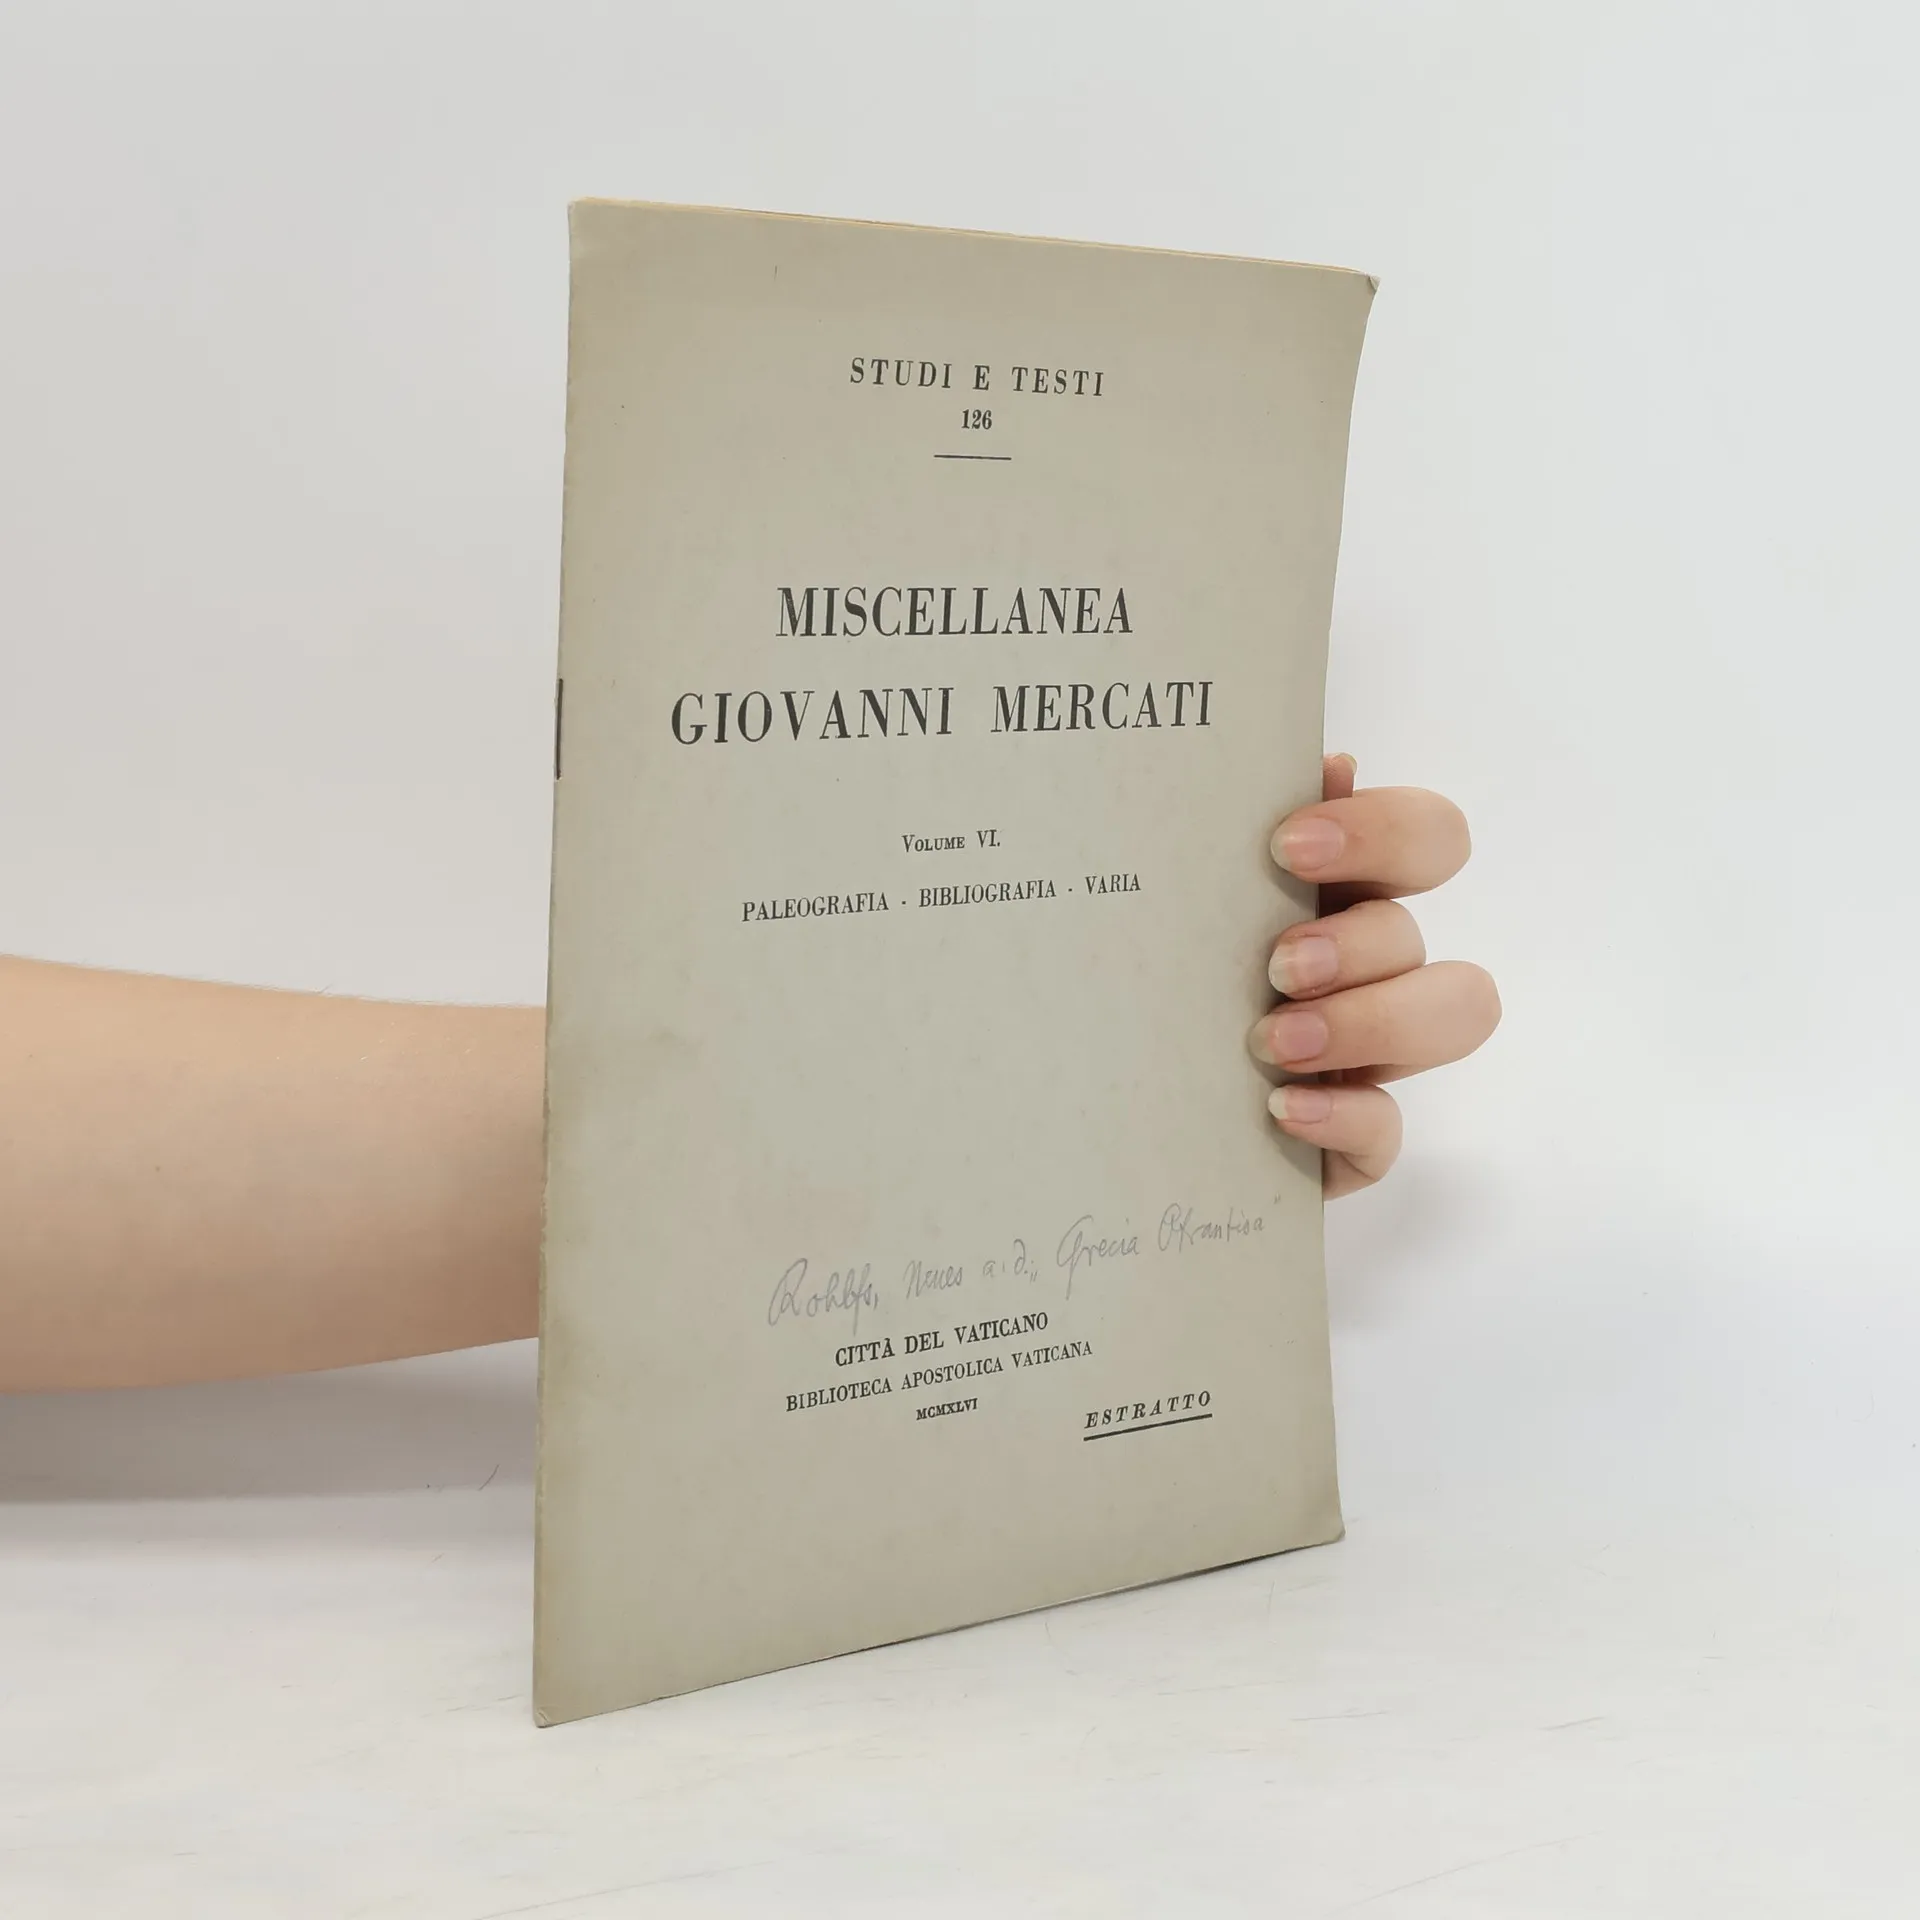 STUDI E TESTI
126
MISCELLANEA
GIOVANNI MERCATI
VOLUME VI.
PALEOGRAFIA - BIBLIOGRAFIA - VARIA
Rohlfs, Neues a. d. „Grecia
CITTÀ DEL VATICANO
BIBLIOTECA APOSTOLICA VATICANA
MCMXLVI
ESTRATTO